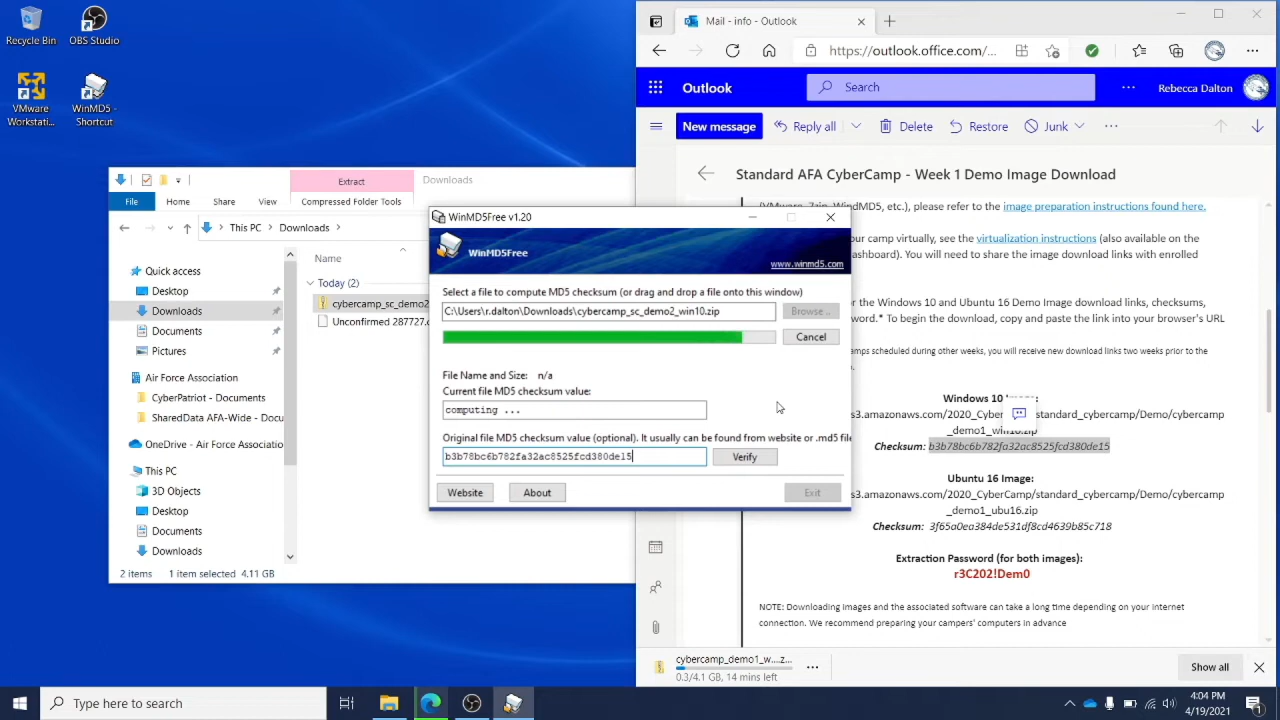 Recycle Bin
OBS Studio
VMware
Workstati...
WinMD5 -
Shortcut
Extract
Downloads
File
Home
Share
View
Compressed Folder Tools
This PC
Downloads
Quick access
Desktop
Downloads
Documents
Pictures
Air Force Association
CyberPatriot - Docum
SharedData AFA-Wide - Docu
OneDrive - Air Force Associatio
This PC
3D Objects
Desktop
Documents
Downloads
Name
Today (2)
cybercamp_sc_demo2
Unconfirmed 287727.c
2 items
1 item selected
4.11 GB
WinMD5Free v1.20
WinMD5Free
www.winmd5.com
Select a file to compute MD5 checksum (or drag and drop a file onto this window)
C:\Users\r.dalton\Downloads\cybercamp_sc_demo2_win10.zip
Browse ..
Cancel
File Name and Size: n/a
Current file MD5 checksum value:
computing ...
Original file MD5 checksum value (optional). It usually can be found from website or .md5 file
b3b78bc6b782fa32ac8525fcd380de15
Verify
Website
About
Exit
Mail - info - Outlook
https://outlook.office.com/...
Outlook
Search
Rebecca Dalton
New message
Reply all
Delete
Restore
Junk
Standard AFA CyberCamp - Week 1 Demo Image Download
(VMware, 7zip, WindMD5, etc.), please refer to the image preparation instructions found here.
our camp virtually, see the virtualization instructions (also available on the
ashboard). You will need to share the image download links with enrolled
or the Windows 10 and Ubuntu 16 Demo Image download links, checksums,
word.* To begin the download, copy and paste the link into your browser's URL
mps scheduled during other weeks, you will receive new download links two weeks prior to the
Windows 10 Image:
s3.amazonaws.com/2020_Cyber standard_cybercamp/Demo/cybercamp
_demo1_win10.zip
Checksum: b3b78bc6b782fa32ac8525fcd380de15
Ubuntu 16 Image:
s3.amazonaws.com/2020_CyberCamp/standard_cybercamp/Demo/cybercamp
_demo1_ubu16.zip
Checksum: 3f65a0ea384de531df8cd4639b85c718
Extraction Password (for both images):
r3C202!Dem0
NOTE: Downloading images and the associated software can take a long time depending on your internet
connection. We recommend preparing your campers' computers in advance
cybercamp_demo1_w....z...
0.3/4.1 GB, 14 mins left
Show all
Type here to search
4:04 PM
4/19/2021
1